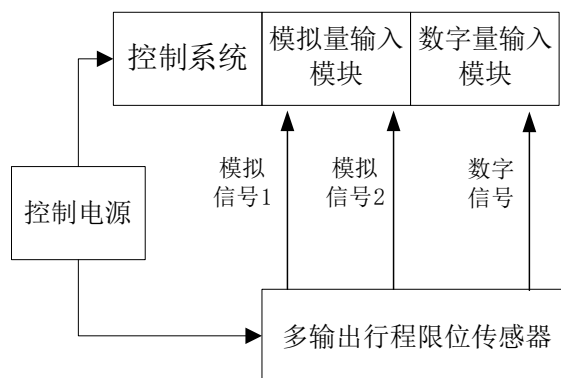 控制系统
模拟量输入
模块
数字量输入
模块
模拟
信号1
模拟
信号2
数字
信号
控制电源
多输出行程限位传感器